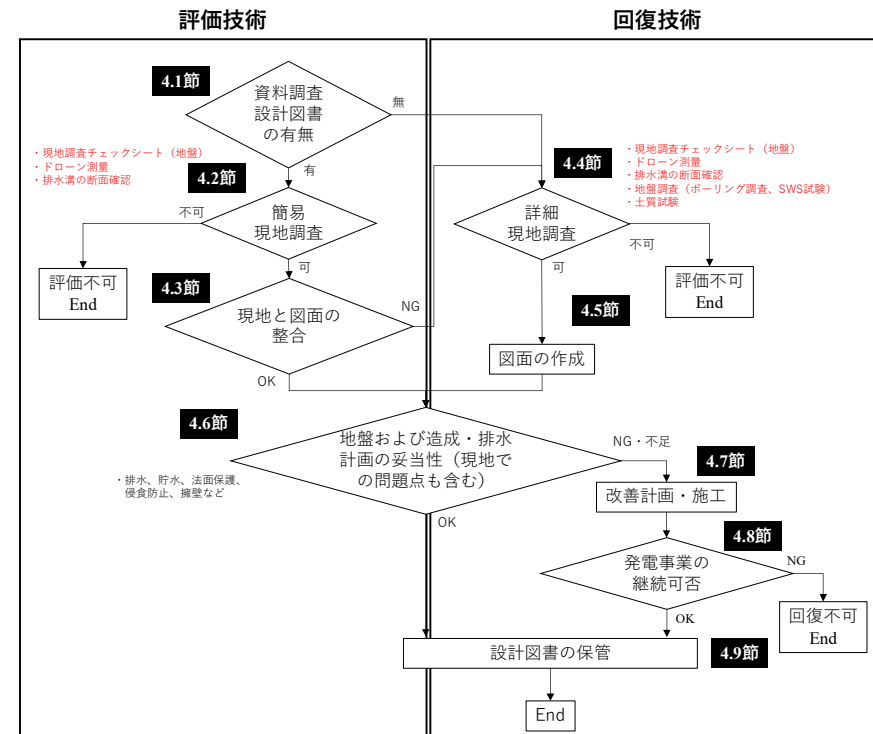 評価技術
回復技術
4.1節
資料調査
設計図書
の有無
無
有
・現地調査チェックシート（地盤）
・ドローン測量
・排水溝の断面確認
4.2節
不可
簡易
現地調査
可
評価不可
End
4.3節
現地と図面の
整合
NG
OK
・現地調査チェックシート（地盤）
・ドローン測量
・排水溝の断面確認
・地盤調査（ボーリング調査、SWS試験）
・土質試験
4.4節
詳細
現地調査
不可
可
評価不可
End
4.5節
図面の作成
4.6節
地盤および造成・排水
計画の妥当性（現地で
の問題点も含む）
・排水、貯水、法面保護、
侵食防止、擁壁など
NG・不足
OK
4.7節
改善計画・施工
4.8節
発電事業の
継続可否
NG
OK
回復不可
End
設計図書の保管
4.9節
End